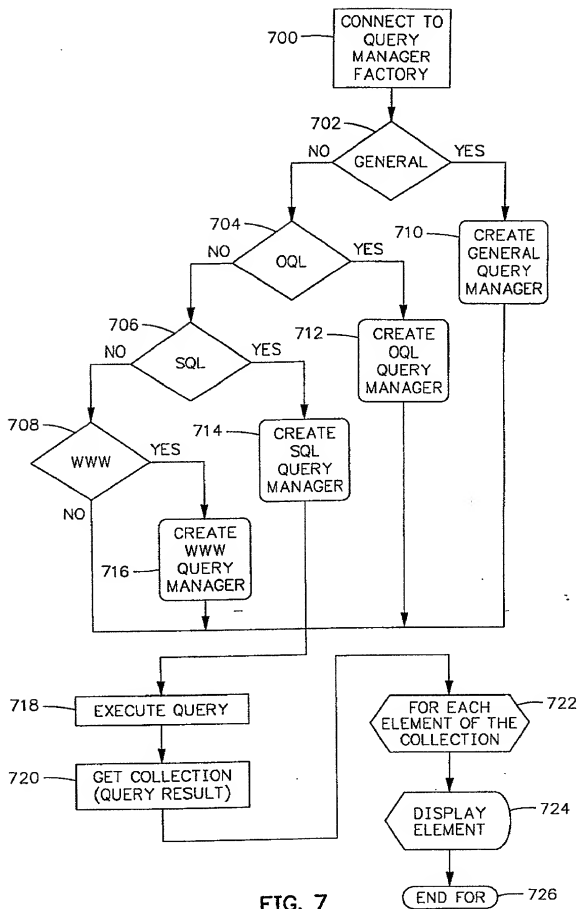 700
CONNECT TO
QUERY
MANAGER
FACTORY
702
NO
GENERAL
YES
704
NO
OQL
YES
710
CREATE
GENERAL
QUERY
MANAGER
706
NO
SQL
YES
712
CREATE
OQL
QUERY
MANAGER
708
WWW
YES
NO
714
CREATE
SQL
QUERY
MANAGER
716
CREATE
WWW
QUERY
MANAGER
718
EXECUTE QUERY
720
GET COLLECTION
(QUERY RESULT)
FOR EACH
ELEMENT OF THE
COLLECTION
722
DISPLAY
ELEMENT
724
END FOR
726
FIG. 7